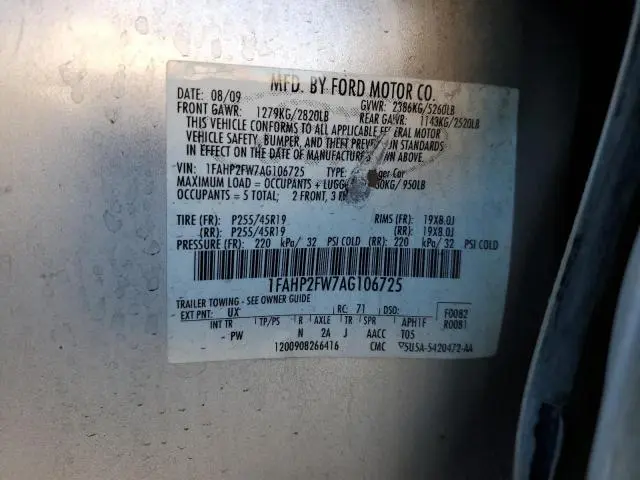 MFD. BY FORD MOTOR CO.
DATE: 08/09 GVWR: 2386KG/5260LB
FRONT GAWR: 1279KG/2820LB REAR GAWR: 1143KG/2520LB
THIS VEHICLE CONFORMS TO ALL APPLICABLE FEDERAL MOTOR
VEHICLE SAFETY, BUMPER, AND THEFT PREVENTION STANDARDS
IN EFFECT ON THE DATE OF MANUFACTURE SHOWN ABOVE.
VIN: 1FAHP2FW7AG106725 TYPE: Car
MAXIMUM LOAD = OCCUPANTS + 950LB
OCCUPANTS = 5 TOTAL; 2 FRONT, 3
TIRE (FR): P255/45R19 RIMS (FR): 19X8.0J
(RR): P255/45R19 (RR): 19X8.0J
PRESSURE (FR): 220 kPa/ 32 PSI COLD (RR): 220 kPa/ 32 PSI COLD
1FAHP2FW7AG106725
TRAILER TOWING - SEE OWNER GUIDE
EXT PNT: UX RC: 71 DSO: F0082
INT TR TP/PS R AXLE TR SPR APH1F R0081
- PW N 2A J AACC T05
1200908266416 CMC 5U5A-5420472-AA